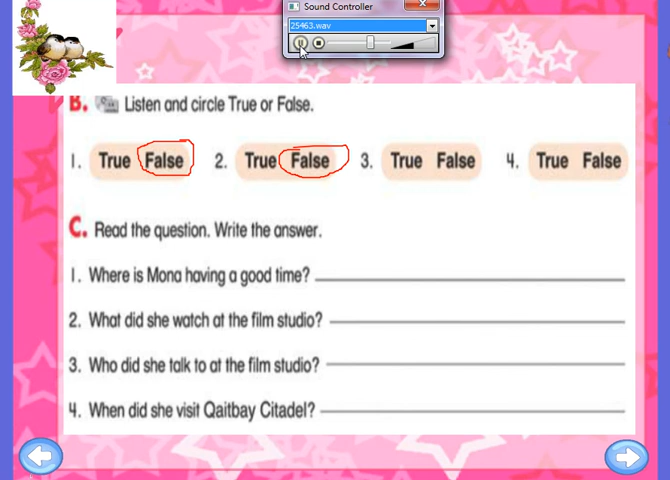 Sound Controller
25463.wav
B. Listen and circle True or False.
1. True False 2. True False 3. True False 4. True False
C. Read the question. Write the answer.
1. Where is Mona having a good time?
2. What did she watch at the film studio?
3. Who did she talk to at the film studio?
4. When did she visit Qaitbay Citadel?